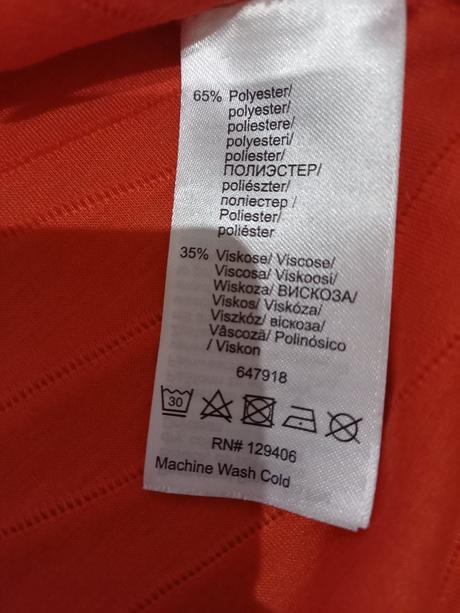 65% Polyester/
polyester/
poliestere/
polyesteri/
poliester/
ПОЛИЭСТЕР/
poliészter/
поліестер /
Poliester/
poliéster
35% Viskose/ Viscose/
Viscosa/ Viskoosi/
Wiskoza/ ВИСКОЗА/
Viskos/ Viskóza/
Viszkóz/ віскоза/
Vâscoză/ Polinósico
/ Viskon
647918
30
RN# 129406
Machine Wash Cold